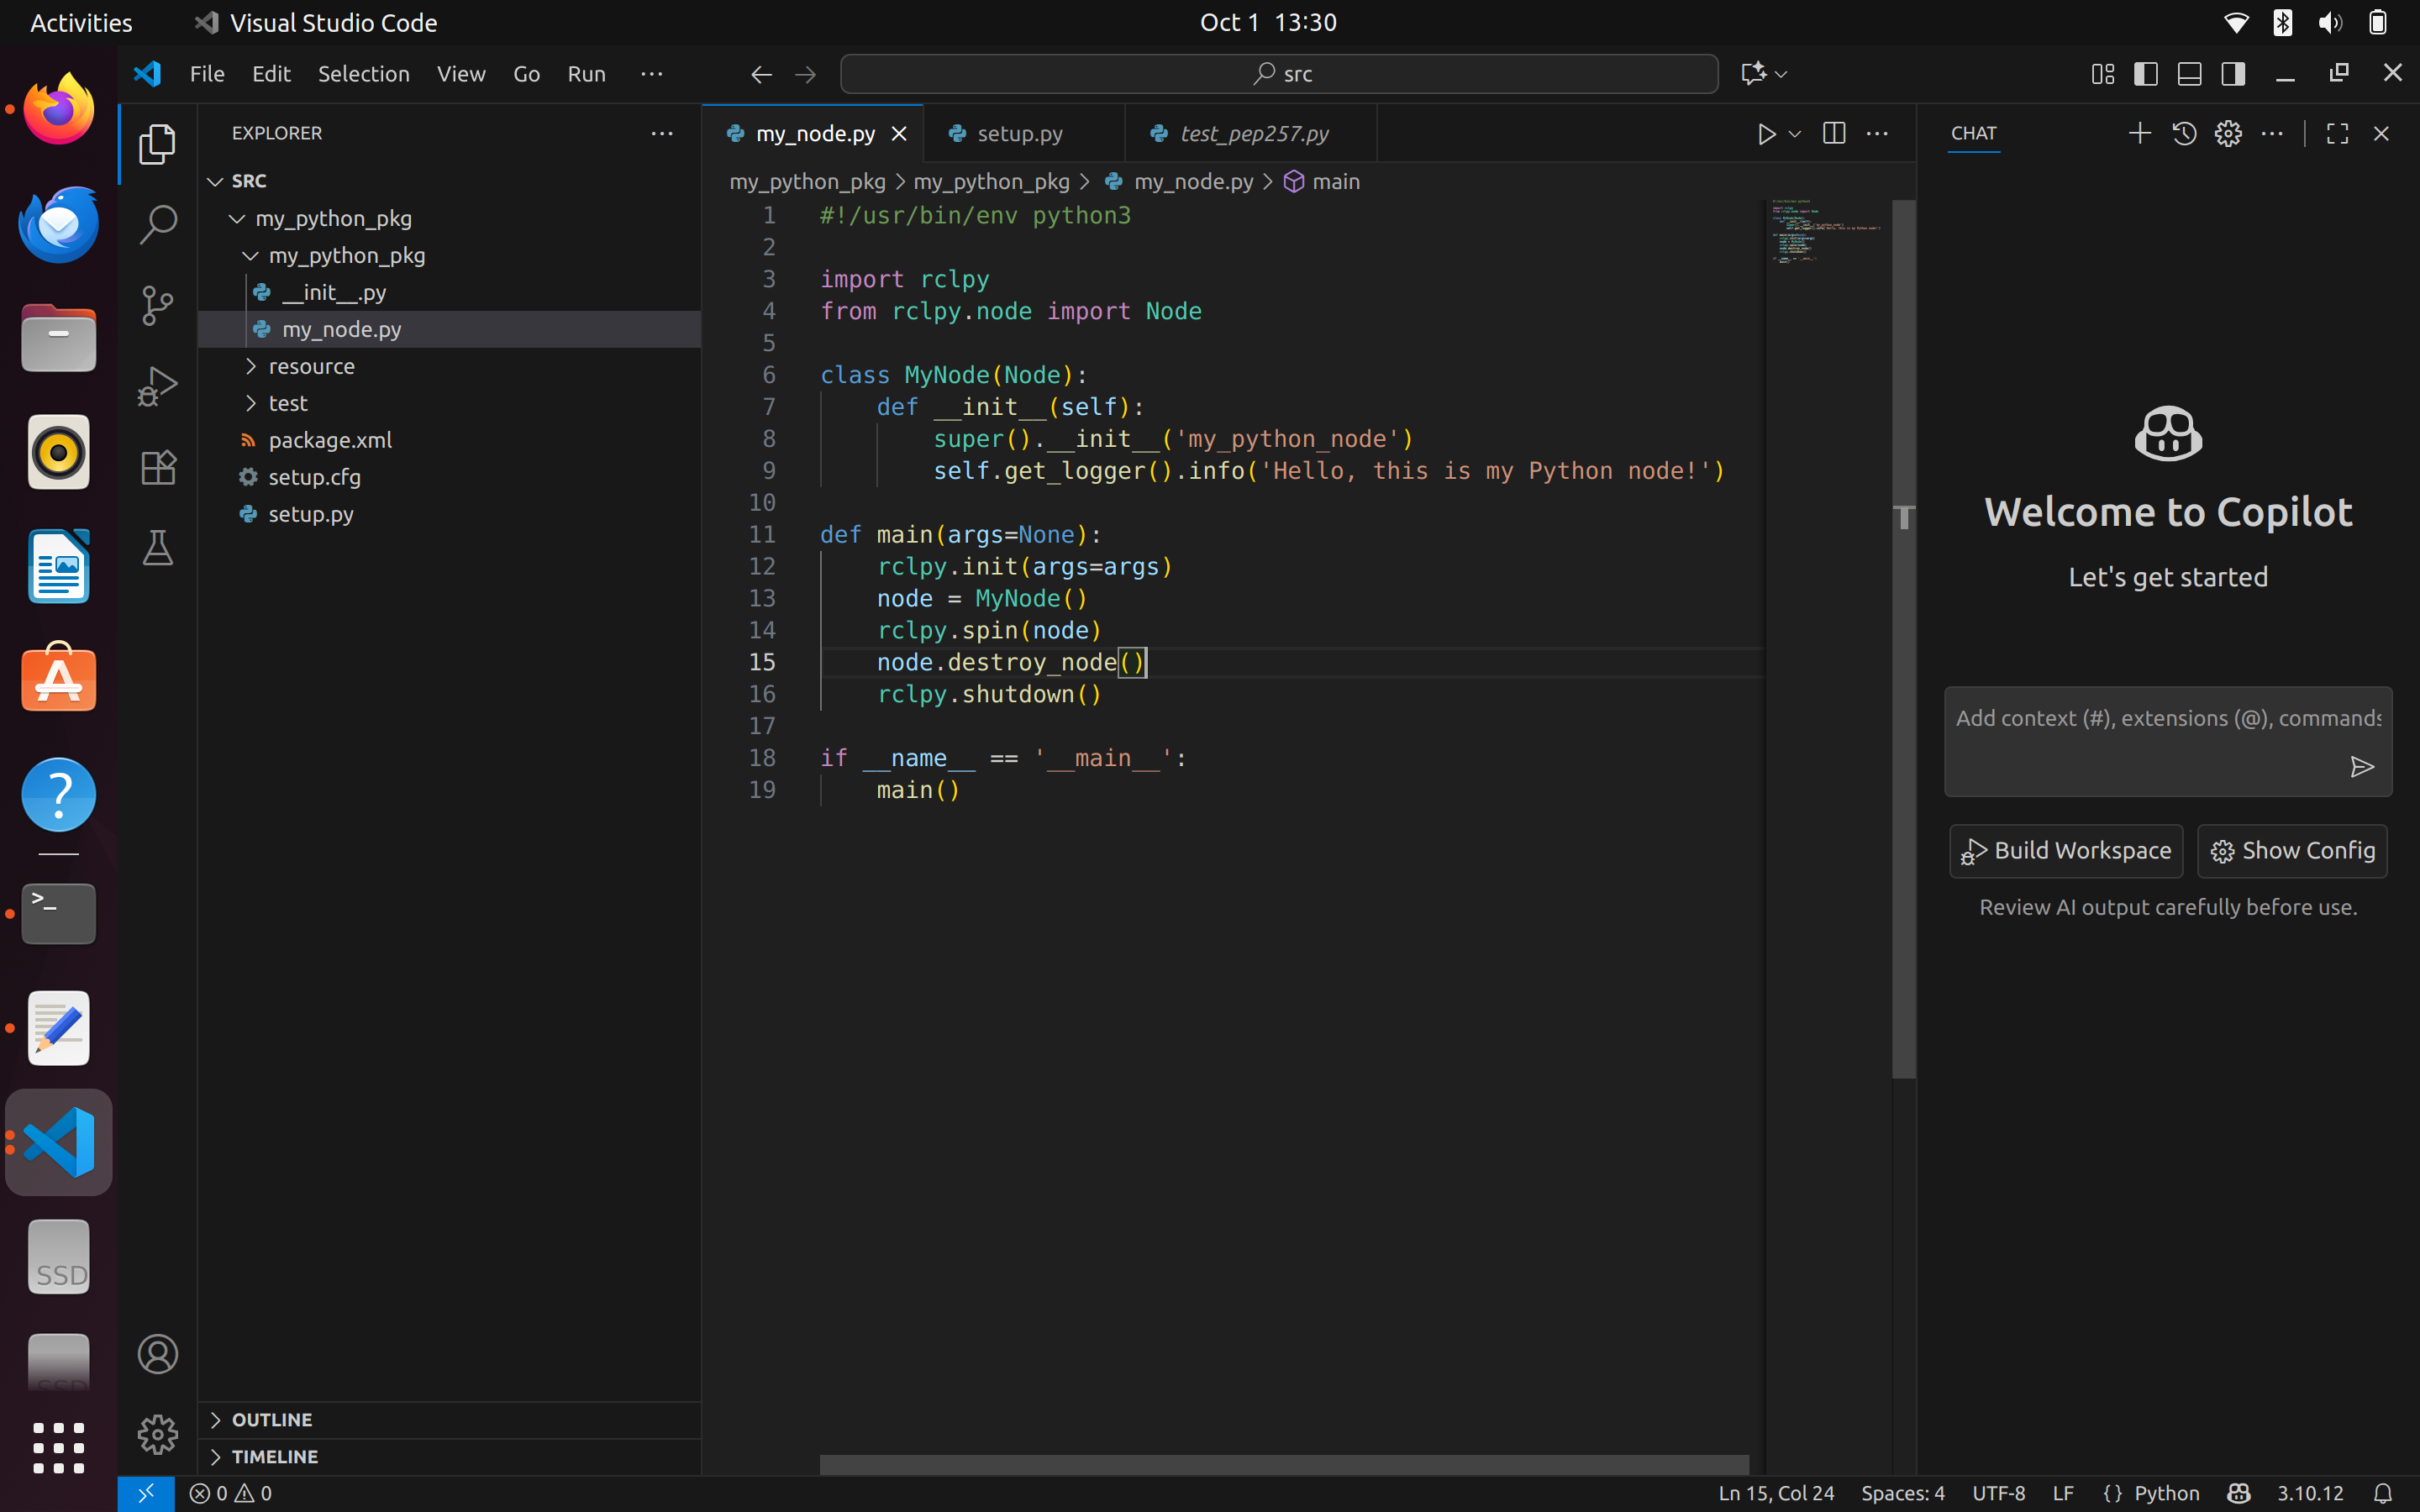 Activities
Visual Studio Code
Oct 1 13:30
File Edit Selection View Go Run ···
src
EXPLORER
SRC
my_python_pkg
my_python_pkg
__init__.py
my_node.py
resource
test
package.xml
setup.cfg
setup.py
OUTLINE
TIMELINE
my_node.py
setup.py
test_pep257.py
my_python_pkg > my_python_pkg > my_node.py > main
1 #!/usr/bin/env python3
2
3 import rclpy
4 from rclpy.node import Node
5
6 class MyNode(Node):
7     def __init__(self):
8         super().__init__('my_python_node')
9         self.get_logger().info('Hello, this is my Python node!')
10
11 def main(args=None):
12     rclpy.init(args=args)
13     node = MyNode()
14     rclpy.spin(node)
15     node.destroy_node()
16     rclpy.shutdown()
17
18 if __name__ == '__main__':
19     main()
CHAT
Welcome to Copilot
Let's get started
Add context (#), extensions (@), commands
Build Workspace
Show Config
Review AI output carefully before use.
SSD
0 0
Ln 15, Col 24
Spaces: 4
UTF-8
LF
{} Python
3.10.12